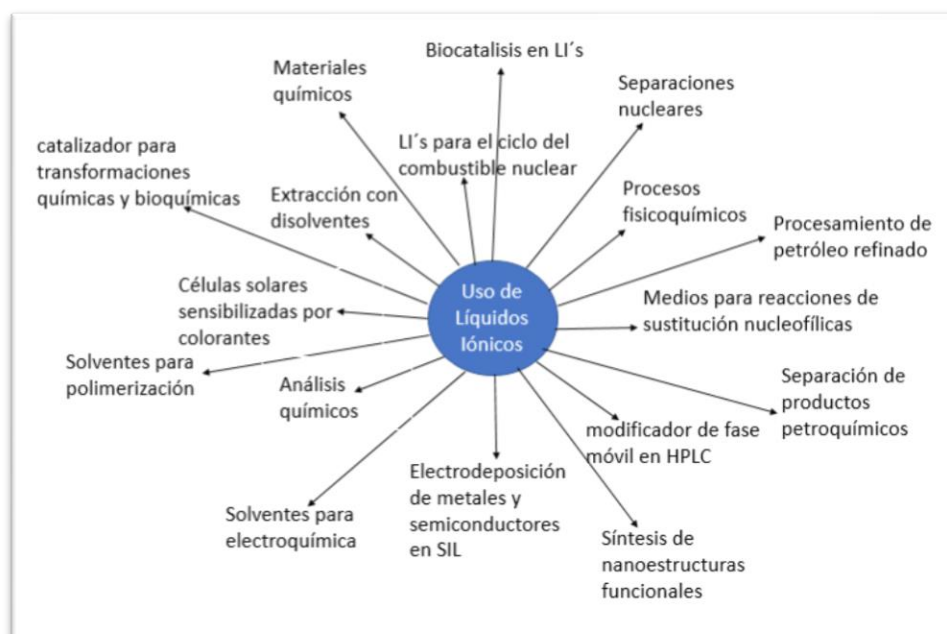 Biocatalisis en LI´s
Materiales
químicos
Separaciones
nucleares
LI´s para el ciclo del
combustible nuclear
catalizador para
transformaciones
químicas y bioquímicas
Extracción con
disolventes
Procesos
fisicoquímicos
Procesamiento de
petróleo refinado
Células solares
sensibilizadas por
colorantes
Uso de
Líquidos
Iónicos
Medios para reacciones de
sustitución nucleofílicas
Solventes para
polimerización
Análisis
químicos
Separación de
productos
petroquímicos
modificador de fase
móvil en HPLC
Electrodeposición
de metales y
semiconductores
en SIL
Solventes para
electroquímica
Síntesis de
nanoestructuras
funcionales